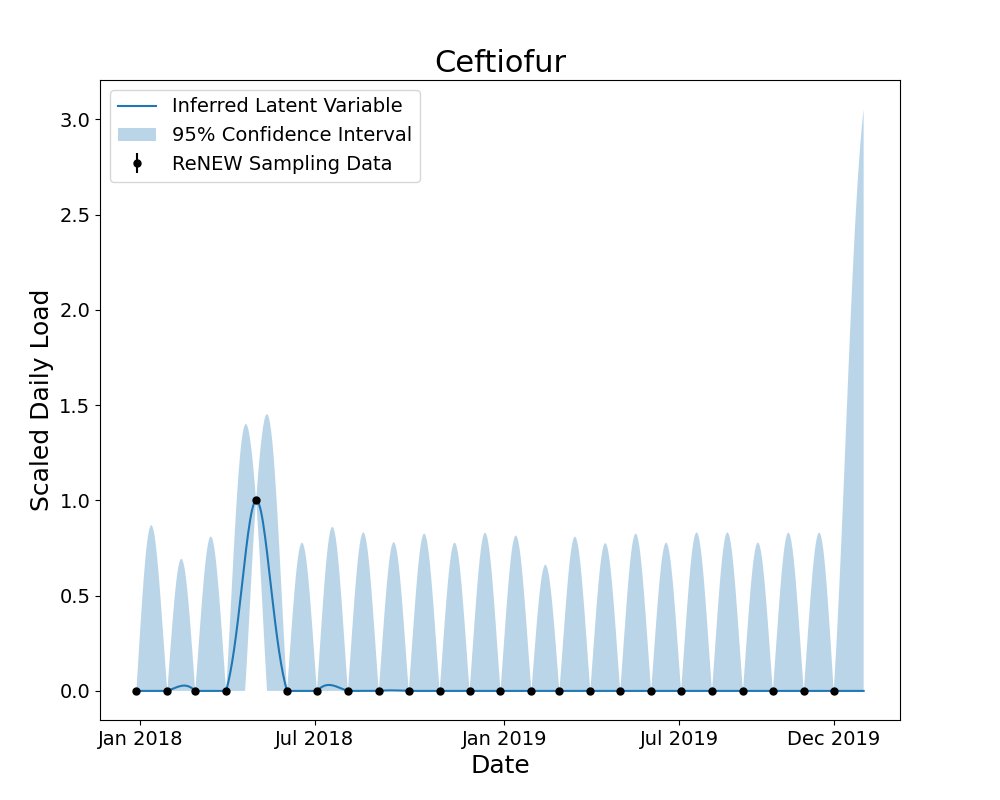 Ceftiofur
Inferred Latent Variable
95% Confidence Interval
ReNEW Sampling Data
Scaled Daily Load
3.0
2.5
2.0
1.5
1.0
0.5
0.0
Jan 2018
Jul 2018
Jan 2019
Jul 2019
Dec 2019
Date